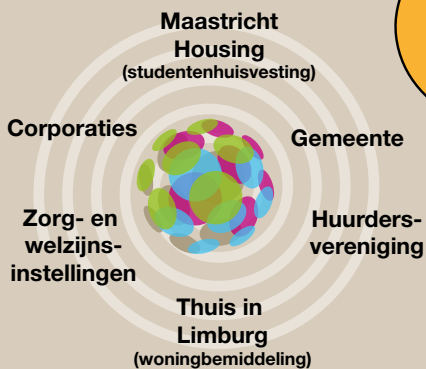 Maastricht
Housing
(studentenhuisvesting)
Corporaties
Gemeente
Zorg- en
welzijns-
instellingen
Huurders-
vereniging
Thuis in
Limburg
(woningbemiddeling)